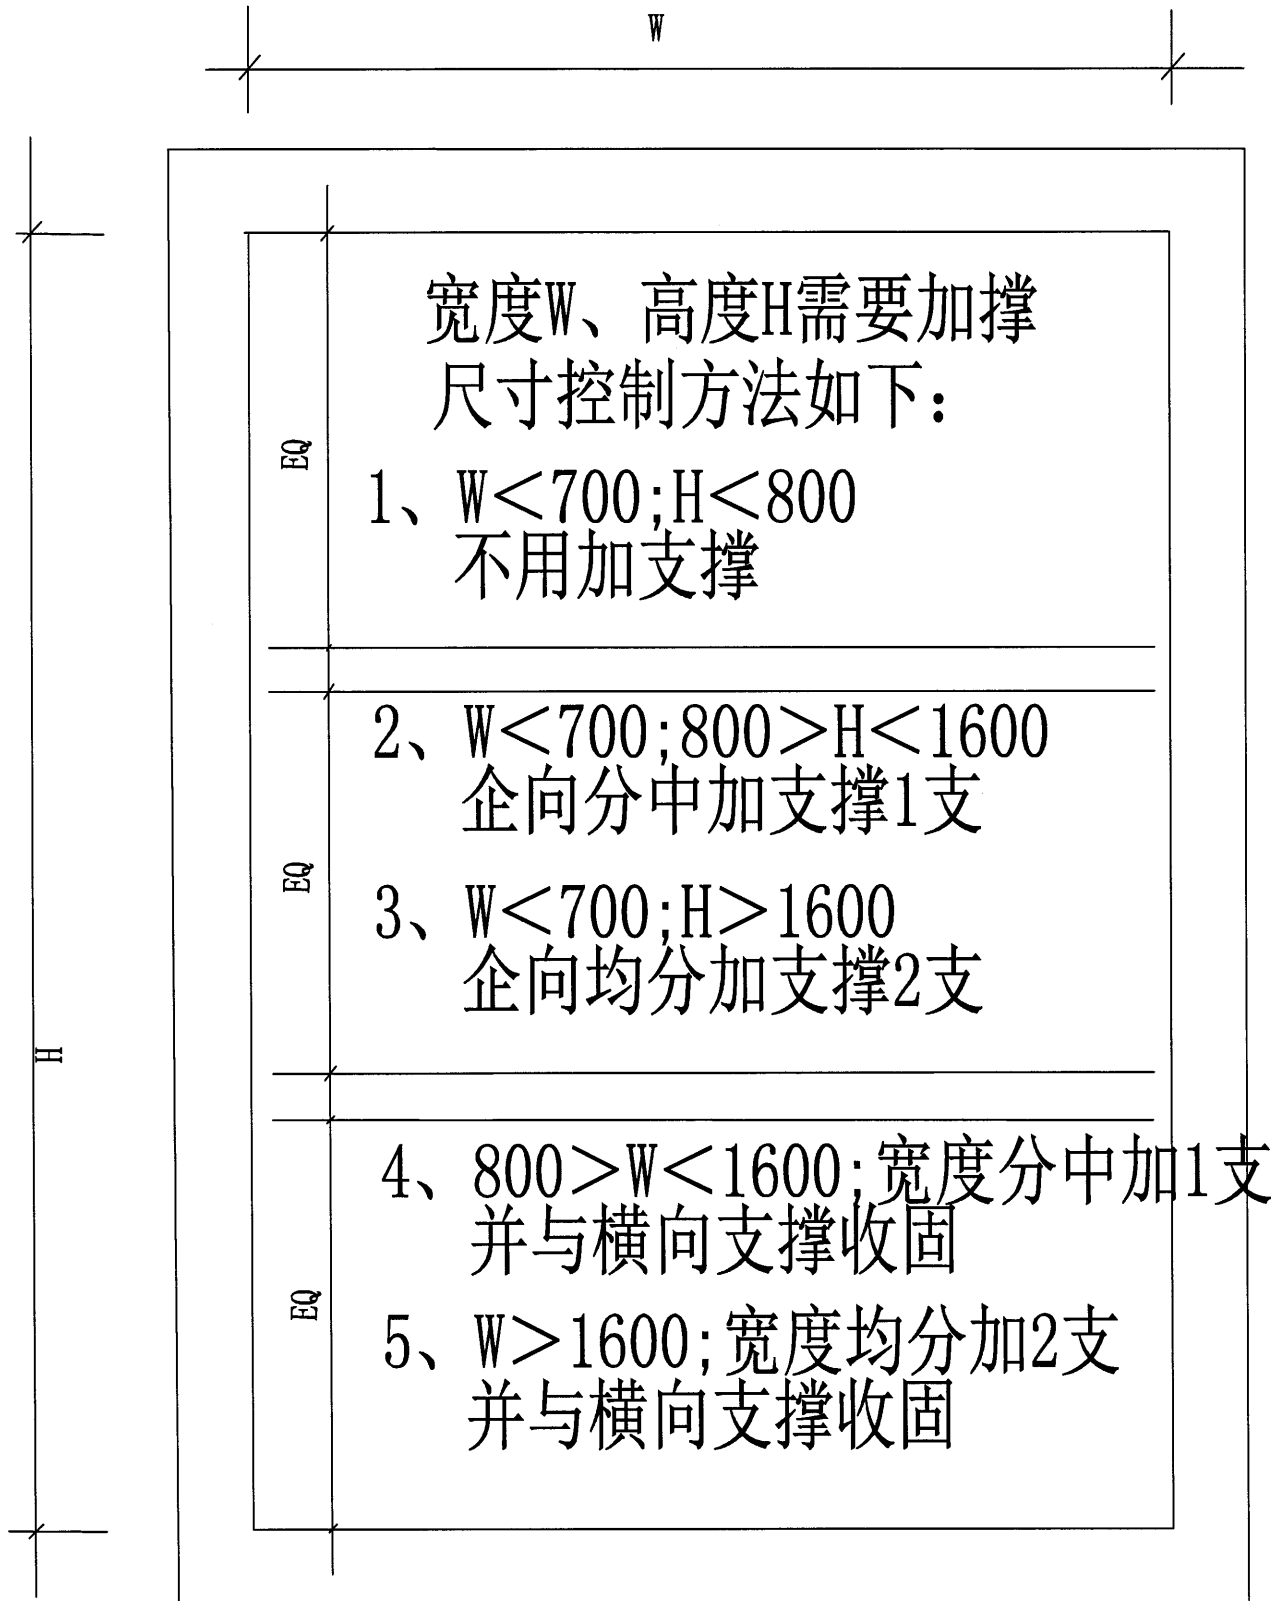 W
宽度W、高度H需要加撑
尺寸控制方法如下：
EQ
1、W<700;H<800
不用加支撑
2、W<700;800>H<1600
企向分中加支撑1支
EQ
3、W<700;H>1600
企向均分加支撑2支
H
4、800>W<1600;宽度分中加1支
并与横向支撑收固
EQ
5、W>1600;宽度均分加2支
并与横向支撑收固